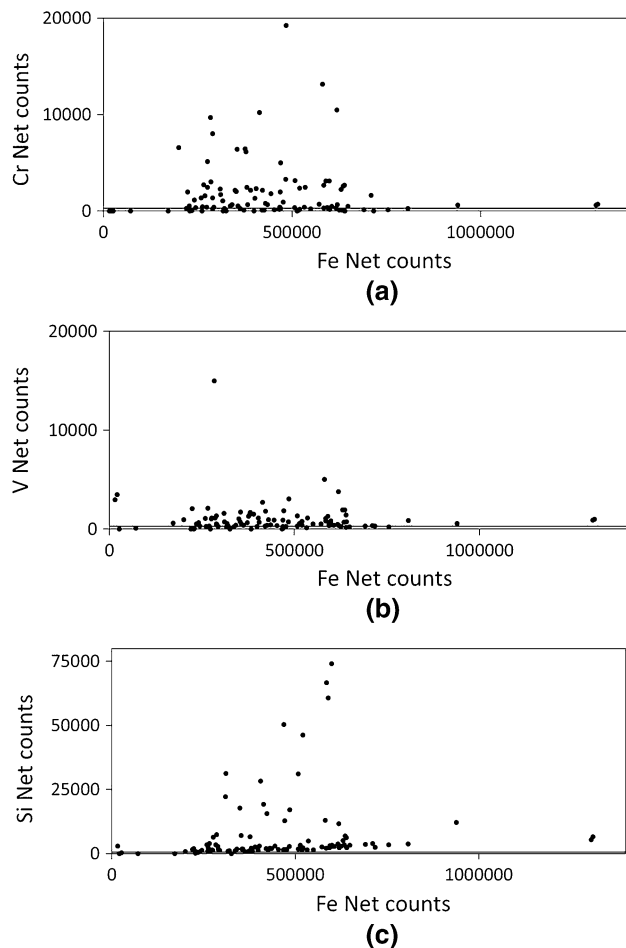 20000
10000
0
Cr Net counts
0
500000
1000000
Fe Net counts
(a)
20000
10000
0
V Net counts
0
500000
1000000
Fe Net counts
(b)
75000
50000
25000
0
Si Net counts
0
500000
1000000
Fe Net counts
(c)